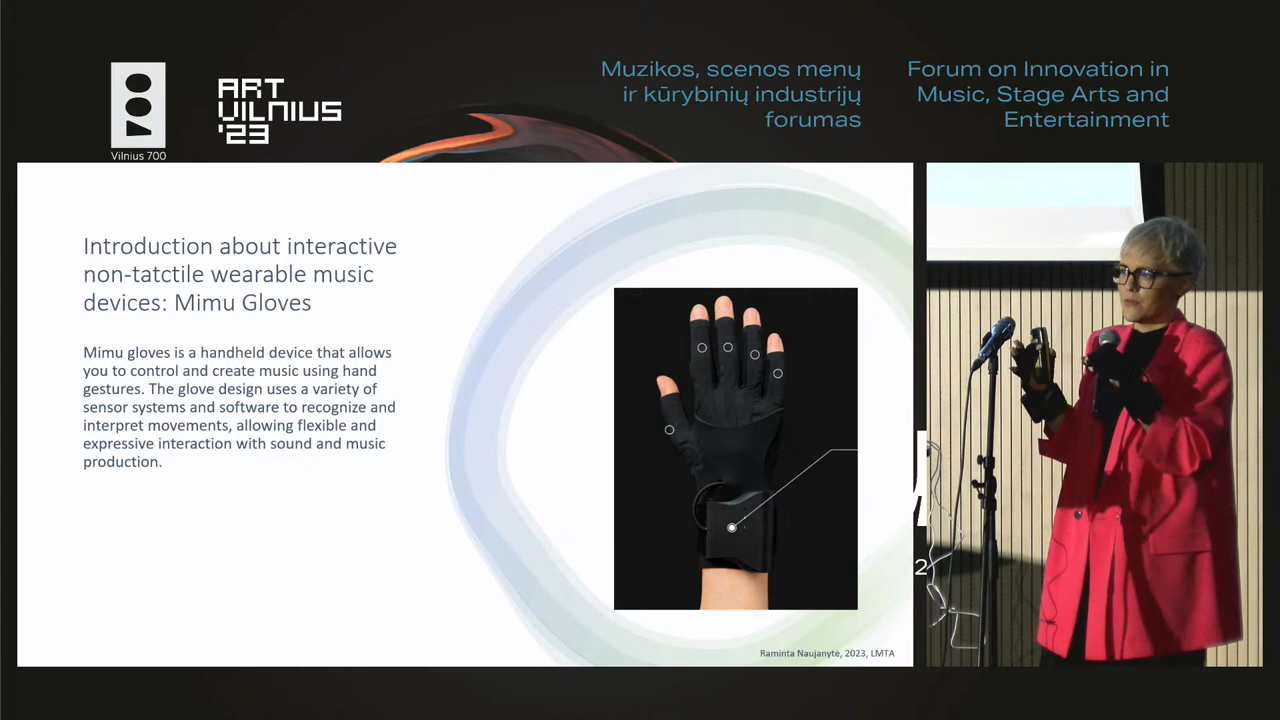 Vilnius 700
ART
VILNIUS
'23
Muzikos, scenos menų
ir kūrybinių industrijų
forumas
Forum on Innovation in
Music, Stage Arts and
Entertainment
Introduction about interactive
non-tatctile wearable music
devices: Mimu Gloves
Mimu gloves is a handheld device that allows
you to control and create music using hand
gestures. The glove design uses a variety of
sensor systems and software to recognize and
interpret movements, allowing flexible and
expressive interaction with sound and music
production.
Raminta Naujanytė, 2023, LMTA